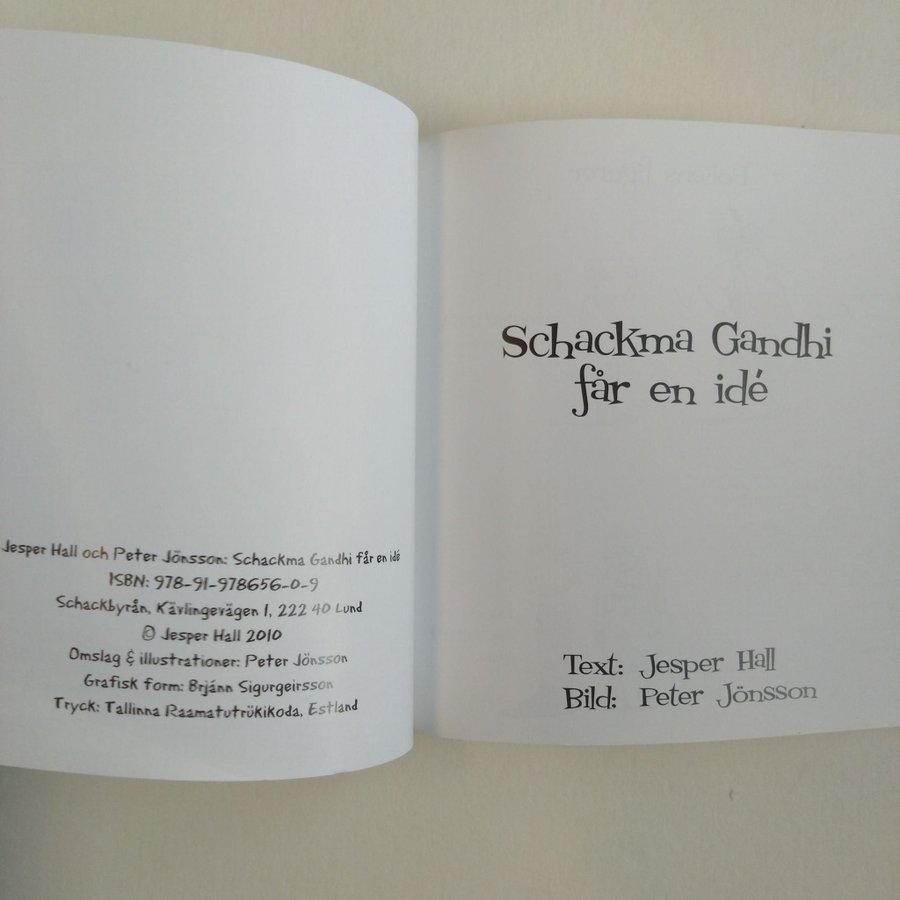 Jesper Hall och Peter Jönsson: Schackma Gandhi får en idé
ISBN: 978-91-978656-0-9
Schackbyrån, Kävlingevägen 1, 222 40 Lund
© Jesper Hall 2010
Omslag & illustrationer: Peter Jönsson
Grafisk form: Brjánn Sigurgeirsson
Tryck: Tallinna Raamatutrükikoda, Estland
Schackma Gandhi
får en idé
Text: Jesper Hall
Bild: Peter Jönsson